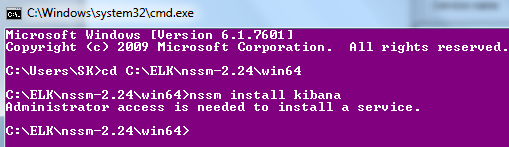 C:\Windows\system32\cmd.exe
Microsoft Windows [Version 6.1.7601]
Copyright (c) 2009 Microsoft Corporation.  All rights reserved.
C:\Users\SK>cd C:\ELK\nssm-2.24\win64
C:\ELK\nssm-2.24\win64>nssm install kibana
Administrator access is needed to install a service.
C:\ELK\nssm-2.24\win64>